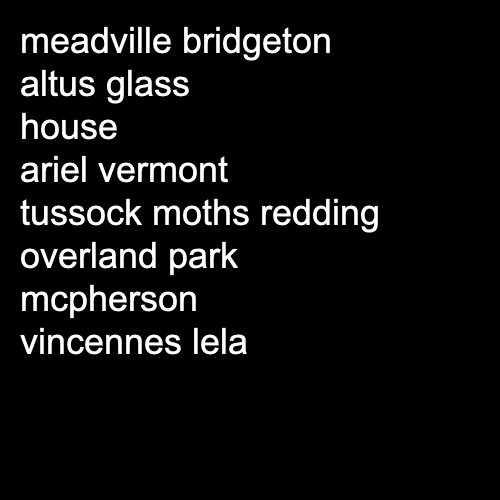 meadville bridgeton
altus glass
house
ariel vermont
tussock moths redding
overland park
mcpherson
vincennes lela